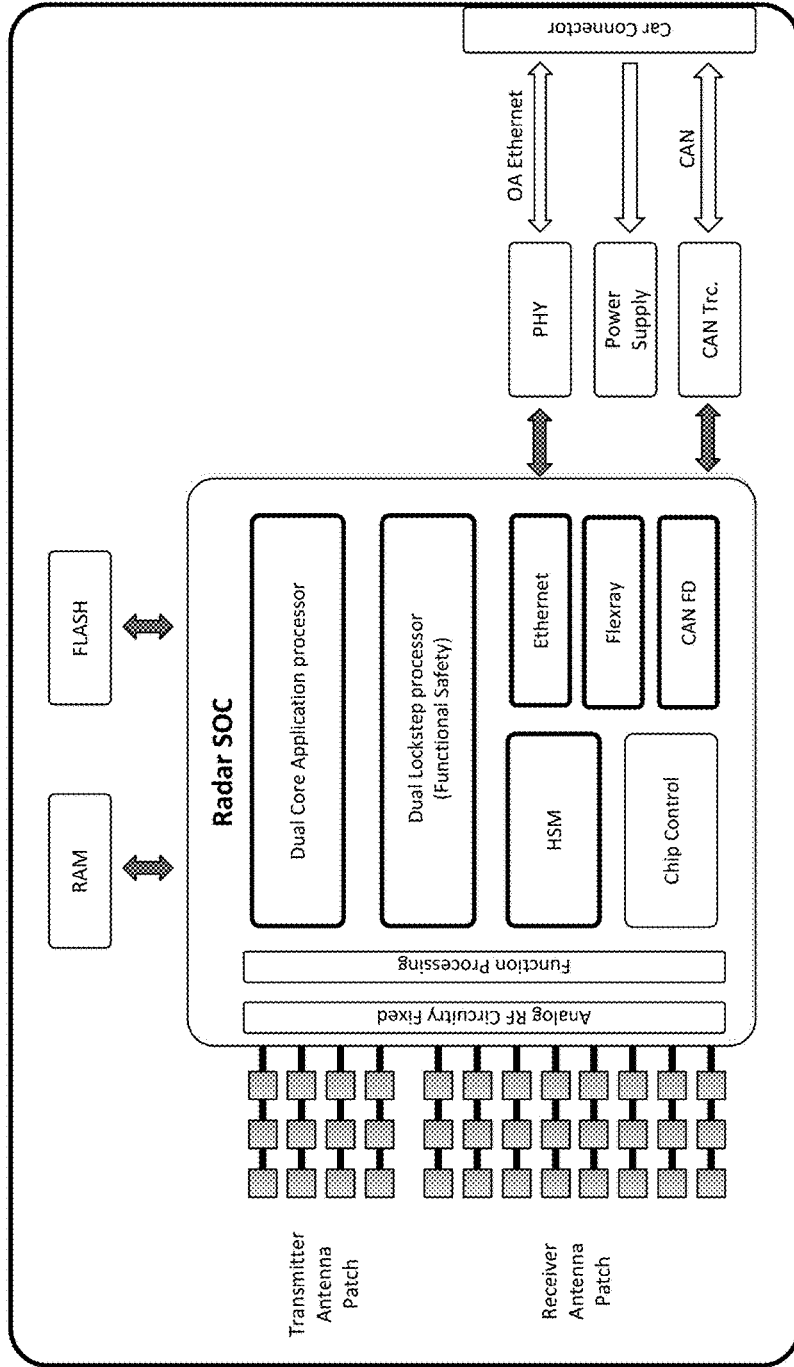 RAM
FLASH
Radar SOC
Transmitter
Antenna
Patch
Receiver
Antenna
Patch
Analog RF Circuitry Fixed
Function Processing
Dual Core Application processor
Dual Lockstep processor
(Functional Safety)
HSM
Chip Control
Ethernet
Flexray
CAN FD
PHY
Power
Supply
CAN Trc.
OA Ethernet
CAN
Car Connector